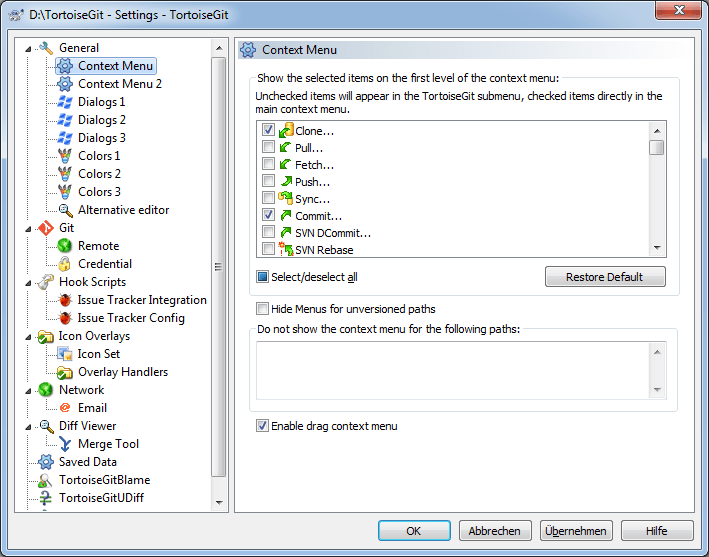 D:\TortoiseGit - Settings - TortoiseGit
General
Context Menu
Context Menu 2
Dialogs 1
Dialogs 2
Dialogs 3
Colors 1
Colors 2
Colors 3
Alternative editor
Git
Remote
Credential
Hook Scripts
Issue Tracker Integration
Issue Tracker Config
Icon Overlays
Icon Set
Overlay Handlers
Network
Email
Diff Viewer
Merge Tool
Saved Data
TortoiseGitBlame
TortoiseGitUDiff
Context Menu
Show the selected items on the first level of the context menu:
Unchecked items will appear in the TortoiseGit submenu, checked items directly in the
main context menu.
Clone...
Pull...
Fetch...
Push...
Sync...
Commit...
SVN DCommit...
SVN Rebase
Select/deselect all
Restore Default
Hide Menus for unversioned paths
Do not show the context menu for the following paths:
Enable drag context menu
OK
Abbrechen
Übernehmen
Hilfe